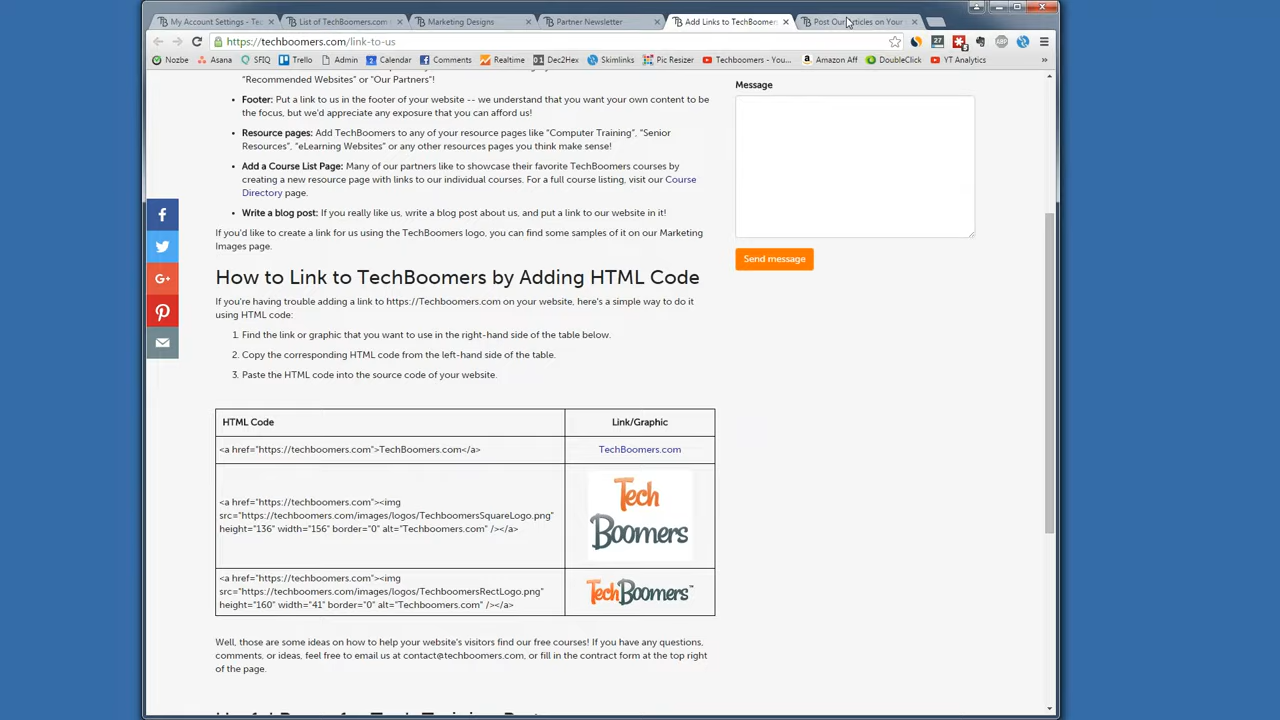 My Account Settings - Tec
List of TechBoomers.com
Marketing Designs
Partner Newsletter
Add Links to TechBoomer
Post Our Articles on Your
https://techboomers.com/link-to-us
Nozbe
Asana
SFIQ
Trello
Admin
Calendar
Comments
Realtime
Dec2Hex
Skimlinks
Pic Resizer
Techboomers - You...
Amazon Aff
DoubleClick
YT Analytics
"Recommended Websites" or "Our Partners"!
Footer: Put a link to us in the footer of your website -- we understand that you want your own content to be
the focus, but we'd appreciate any exposure that you can afford us!
Resource pages: Add TechBoomers to any of your resource pages like "Computer Training", "Senior
Resources", "eLearning Websites" or any other resources pages you think make sense!
Add a Course List Page: Many of our partners like to showcase their favorite TechBoomers courses by
creating a new resource page with links to our individual courses. For a full course listing, visit our Course
Directory page.
Write a blog post: If you really like us, write a blog post about us, and put a link to our website in it!
If you'd like to create a link for us using the TechBoomers logo, you can find some samples of it on our Marketing
Images page.
How to Link to TechBoomers by Adding HTML Code
If you're having trouble adding a link to https://Techboomers.com on your website, here's a simple way to do it
using HTML code:
1. Find the link or graphic that you want to use in the right-hand side of the table below.
2. Copy the corresponding HTML code from the left-hand side of the table.
3. Paste the HTML code into the source code of your website.
HTML Code
Link/Graphic
<a href="https://techboomers.com">TechBoomers.com</a>
TechBoomers.com
<a href="https://techboomers.com"><img
src="https://techboomers.com/images/logos/TechboomersSquareLogo.png"
height="136" width="156" border="0" alt="Techboomers.com" /></a>
Tech
Boomers
<a href="https://techboomers.com"><img
src="https://techboomers.com/images/logos/TechboomersRectLogo.png"
height="160" width="41" border="0" alt="Techboomers.com" /></a>
TechBoomers™
Well, those are some ideas on how to help your website's visitors find our free courses! If you have any questions,
comments, or ideas, feel free to email us at contact@techboomers.com, or fill in the contract form at the top right
of the page.
Message
Send message